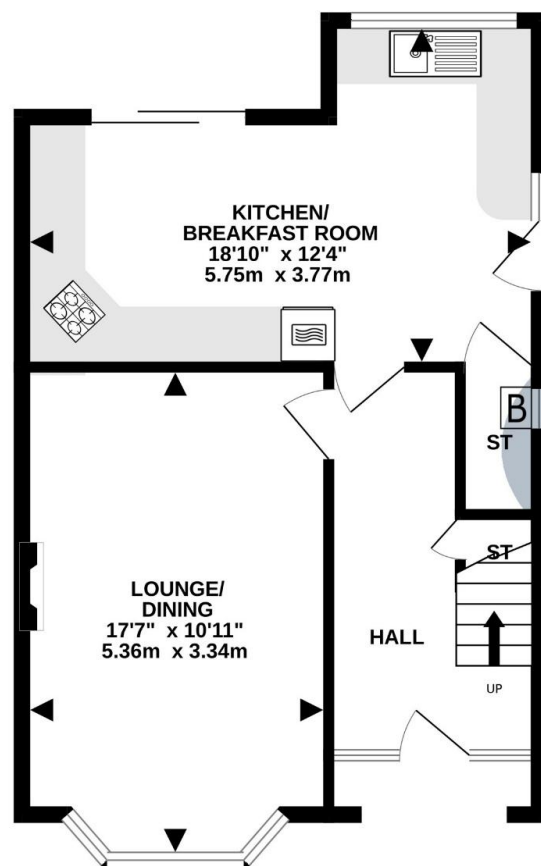 KITCHEN/
BREAKFAST ROOM
18'10" x 12'4"
5.75m x 3.77m
B
ST
ST
LOUNGE/
DINING
17'7" x 10'11"
5.36m x 3.34m
HALL
UP